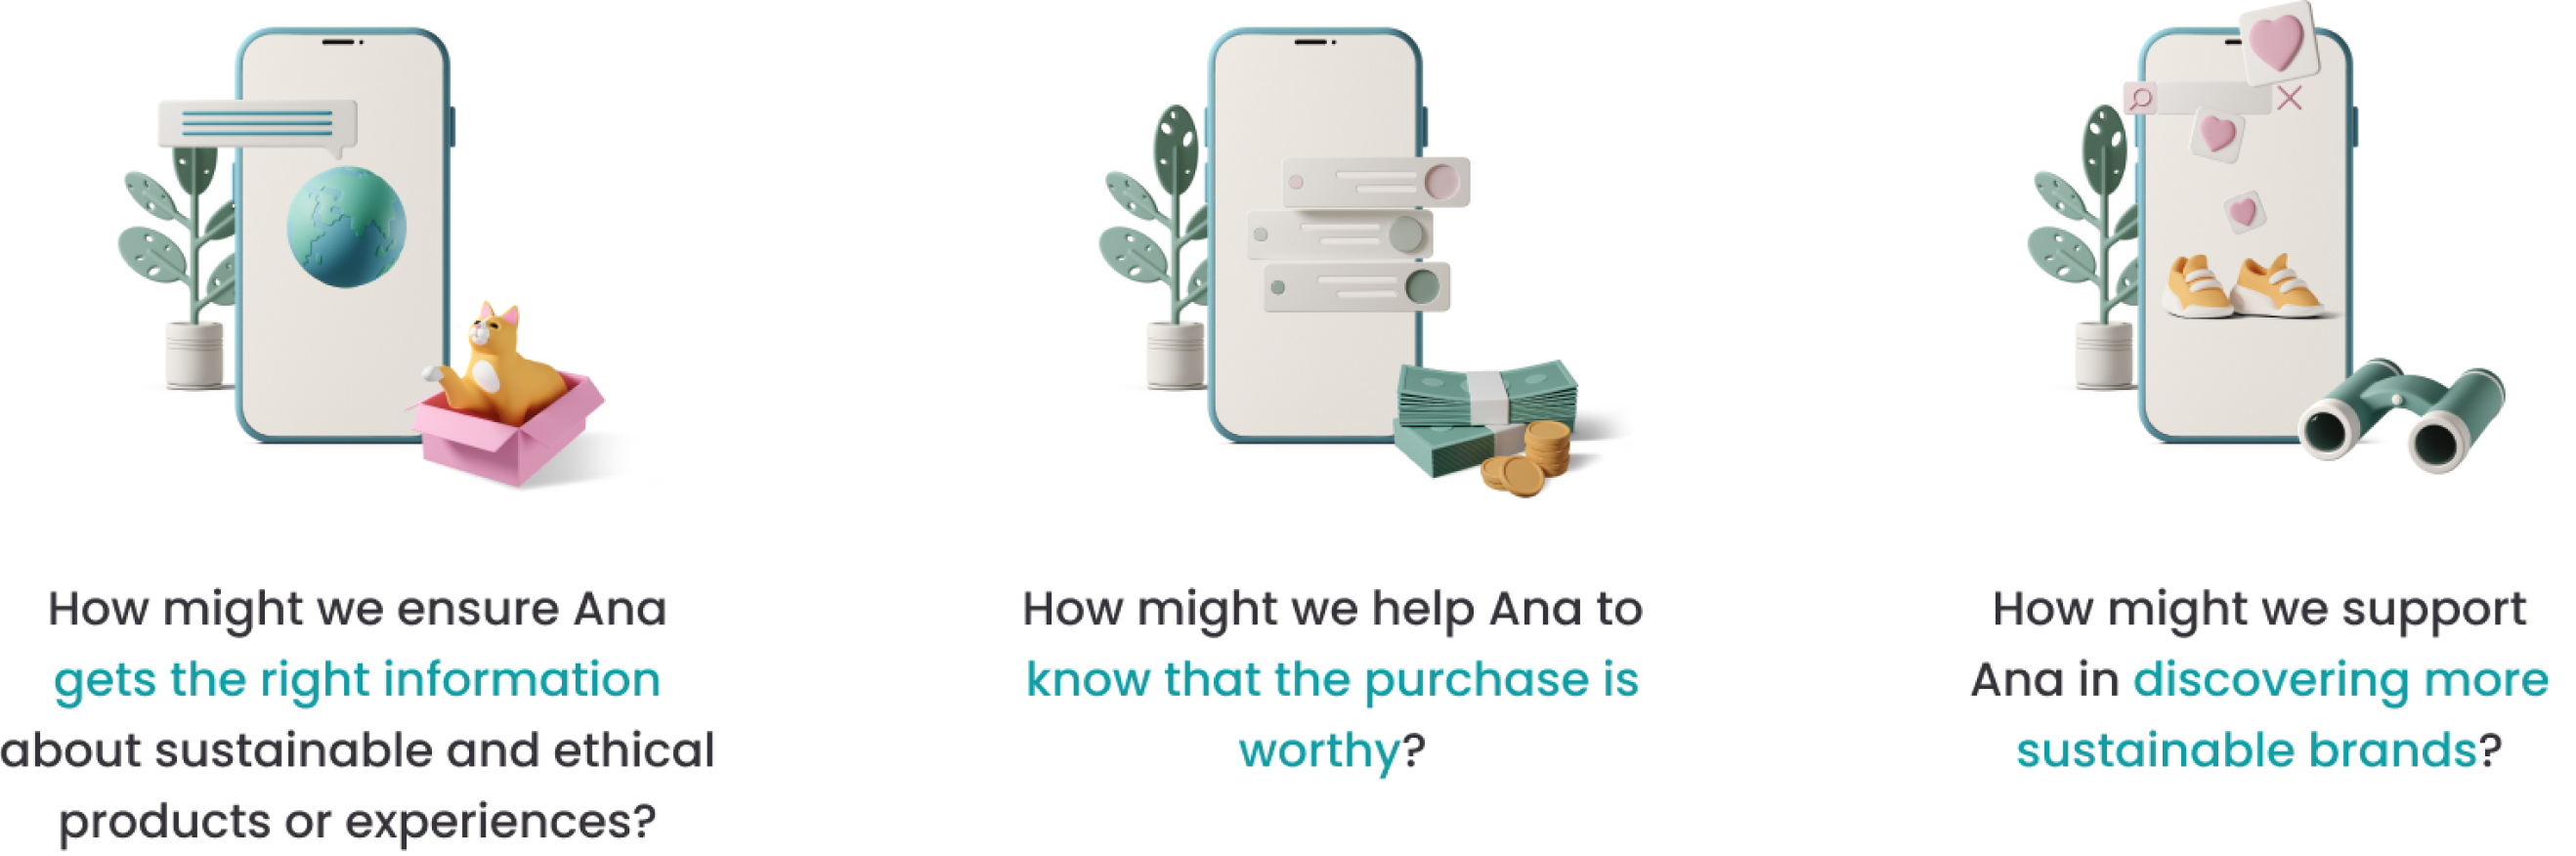 How might we ensure Ana
gets the right information
about sustainable and ethical
products or experiences?
How might we help Ana to
know that the purchase is
worthy?
How might we support
Ana in discovering more
sustainable brands?